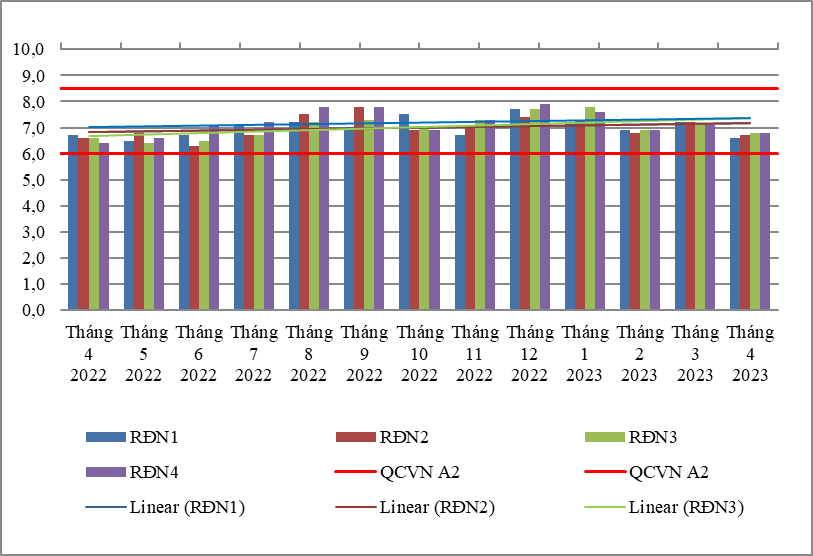 10,0
9,0
8,0
7,0
6,0
5,0
4,0
3,0
2,0
1,0
0,0
Tháng 4 2022
Tháng 5 2022
Tháng 6 2022
Tháng 7 2022
Tháng 8 2022
Tháng 9 2022
Tháng 10 2022
Tháng 11 2022
Tháng 12 2022
Tháng 1 2023
Tháng 2 2023
Tháng 3 2023
Tháng 4 2023
RĐN1
RĐN2
RĐN3
RĐN4
QCVN A2
QCVN A2
Linear (RĐN1)
Linear (RĐN2)
Linear (RĐN3)